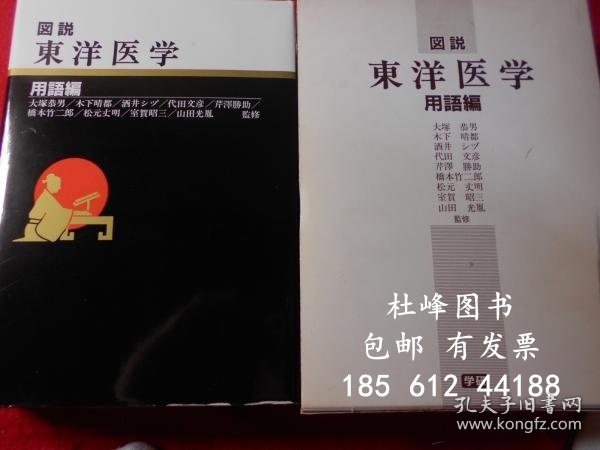 図説
東洋医学
用語編
大塚恭男／木下晴都／酒井シヅ／代田文彦／芹澤勝助／
橋本竹二郎／松元丈明／室賀昭三／山田光胤 監修
図説
東洋医学
用語編
大塚 恭男
木下 晴都
酒井 シヅ
代田 文彦
芹澤 勝助
橋本竹二郎
松元 丈明
室賀 昭三
山田 光胤
監修
学研
杜峰图书
包邮 有发票
185 612 44188
孔夫子旧书网
www.kongfz.com